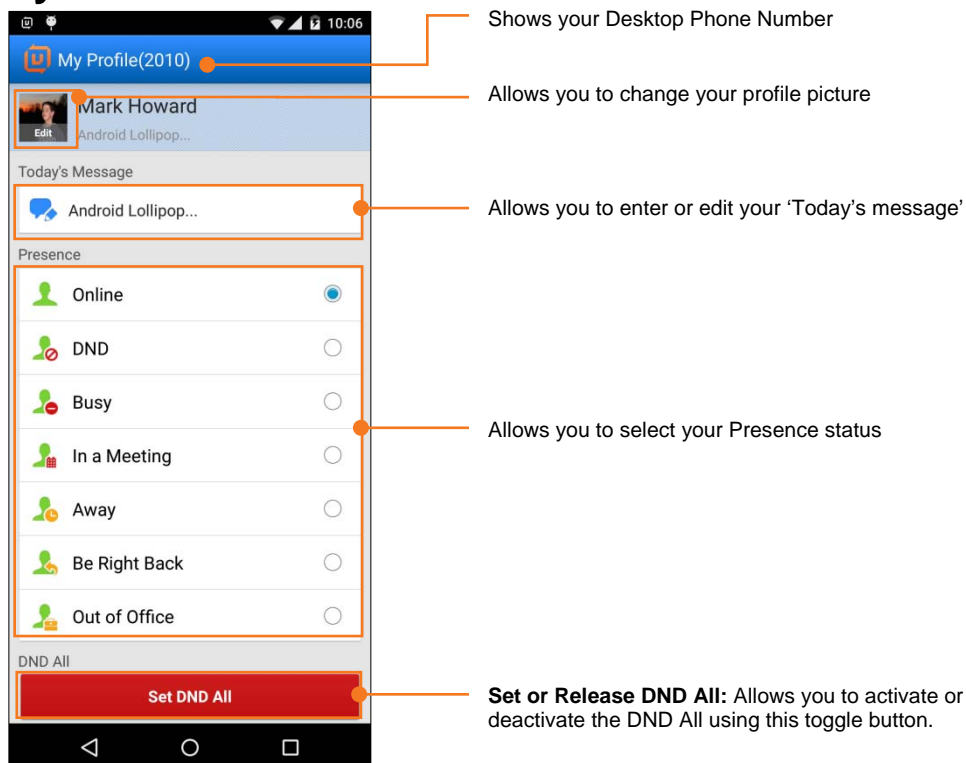 10:06
Shows your Desktop Phone Number
My Profile(2010)
Mark Howard
Allows you to change your profile picture
Edit
Android Lollipop...
Today's Message
Android Lollipop...
Allows you to enter or edit your ‘Today's message’
Presence
Online
DND
Busy
Allows you to select your Presence status
In a Meeting
Away
Be Right Back
Out of Office
DND All
Set DND All
Set or Release DND All: Allows you to activate or
deactivate the DND All using this toggle button.